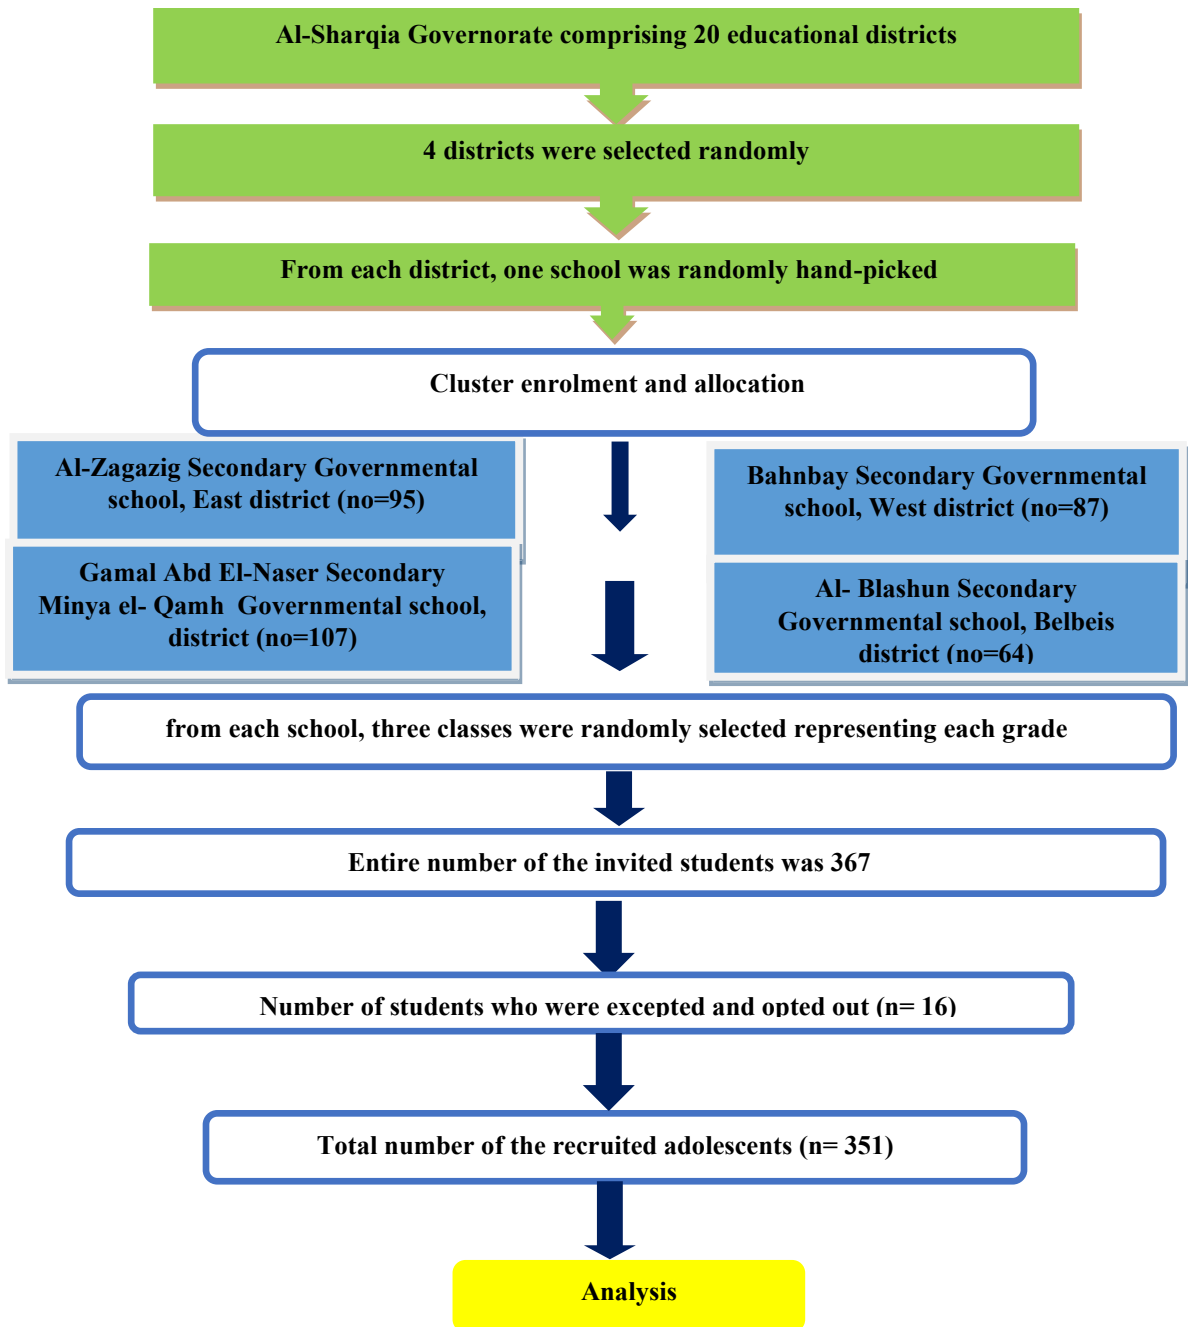 Al-Sharqia Governorate comprising 20 educational districts
4 districts were selected randomly
From each district, one school was randomly hand-picked
Cluster enrolment and allocation
Al-Zagazig Secondary Governmental
school, East district (no=95)
Gamal Abd El-Naser Secondary
Minya el- Qamh Governmental school,
district (no=107)
Bahnbay Secondary Governmental
school, West district (no=87)
Al- Blashun Secondary
Governmental school, Belbeis
district (no=64)
from each school, three classes were randomly selected representing each grade
Entire number of the invited students was 367
Number of students who were excepted and opted out (n= 16)
Total number of the recruited adolescents (n= 351)
Analysis